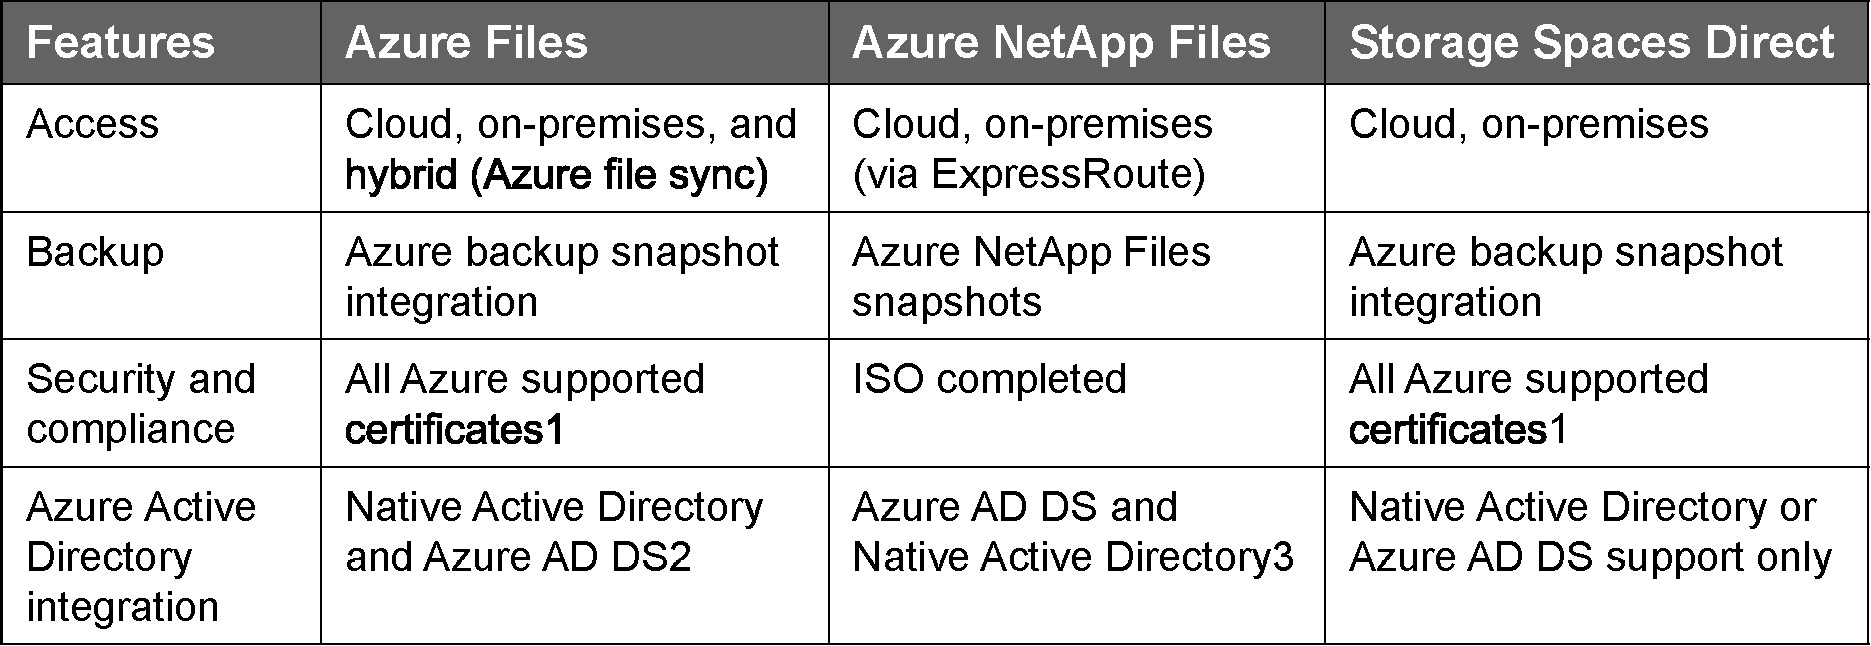 Features
Azure Files
Azure NetApp Files
Storage Spaces Direct
Access
Cloud, on-premises, and
hybrid (Azure file sync)
Cloud, on-premises
(via ExpressRoute)
Cloud, on-premises
Backup
Azure backup snapshot
integration
Azure NetApp Files
snapshots
Azure backup snapshot
integration
Security and
compliance
All Azure supported
certificates1
ISO completed
All Azure supported
certificates1
Azure Active
Directory
integration
Native Active Directory
and Azure AD DS2
Azure AD DS and
Native Active Directory3
Native Active Directory or
Azure AD DS support only